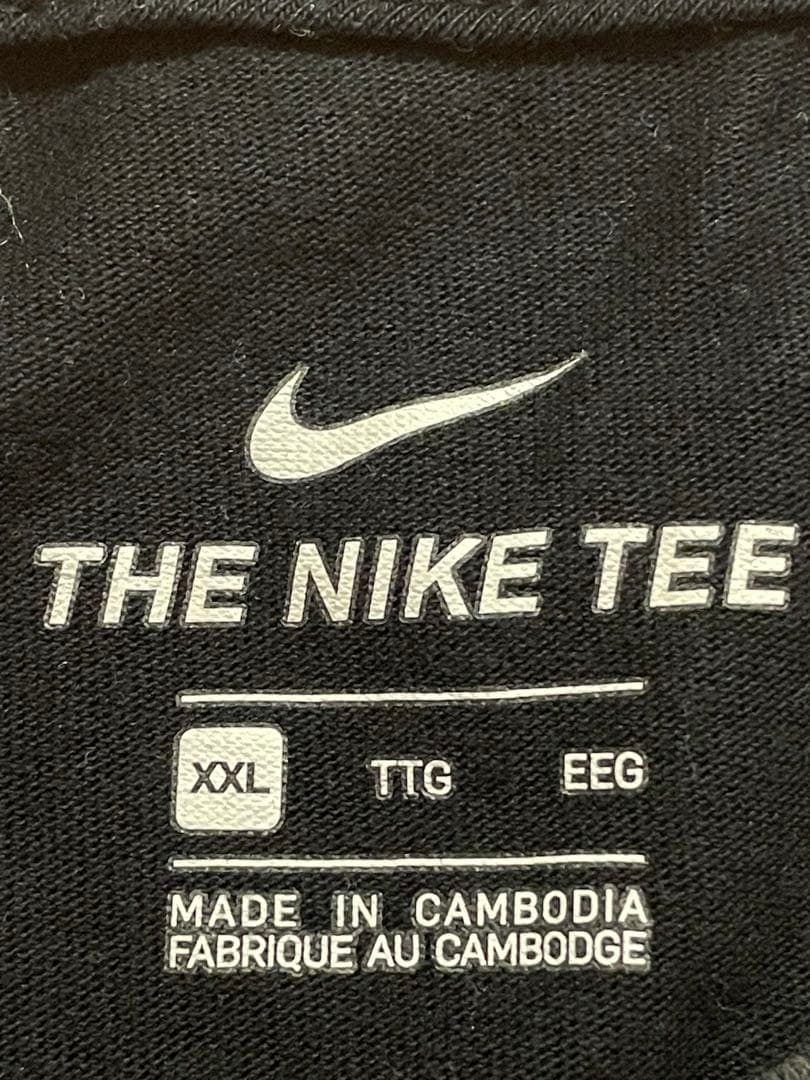 THE NIKE TEE
XXL TTG EEG
MADE IN CAMBODIA
FABRIQUE AU CAMBODGE